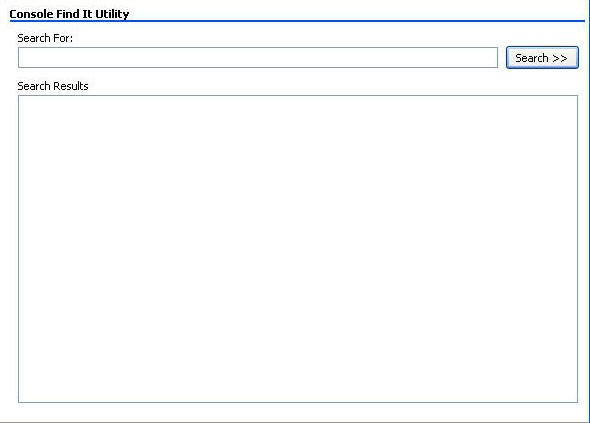 Console Find It Utility
Search For:
Search >>
Search Results